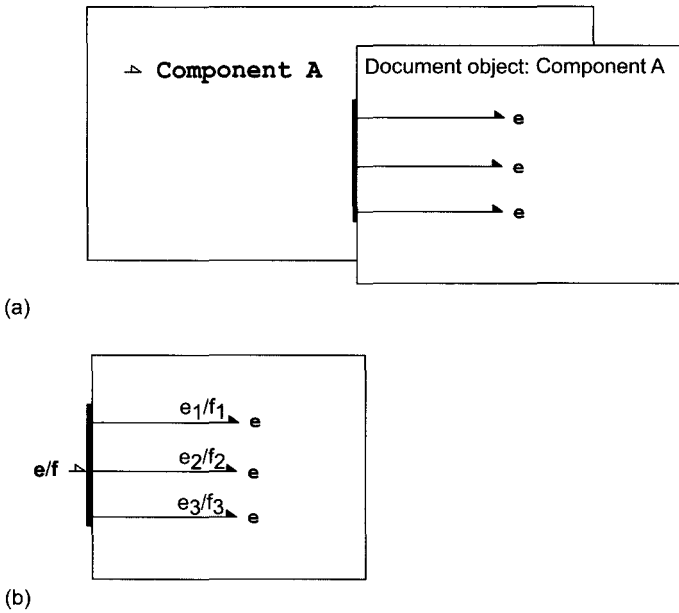 Component A
Document object: Component A
e
e
e
(a)
e1/f1
e
e/f
e2/f2
e
e3/f3
e
(b)